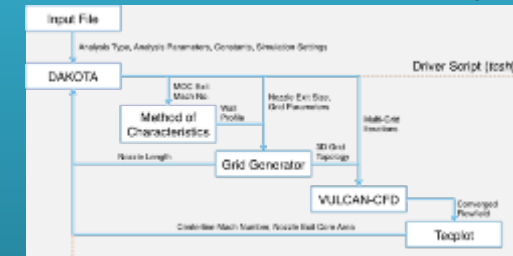 Input File
Analysis Type, Analysis Parameters, Constants, Simulation Settings
Driver Script (tcsh)
DAKOTA
MOC Exit
Mach No.
Nozzle Exit Size,
Grid Parameters
Multi-Grid
Iterations
Method of
Characteristics
Wall
Profile
Nozzle Length
Grid Generator
3D Grid
Topology
VULCAN-CFD
Converged
Flowfield
Centerline Mach Number, Nozzle Exit Core Area
Tecplot